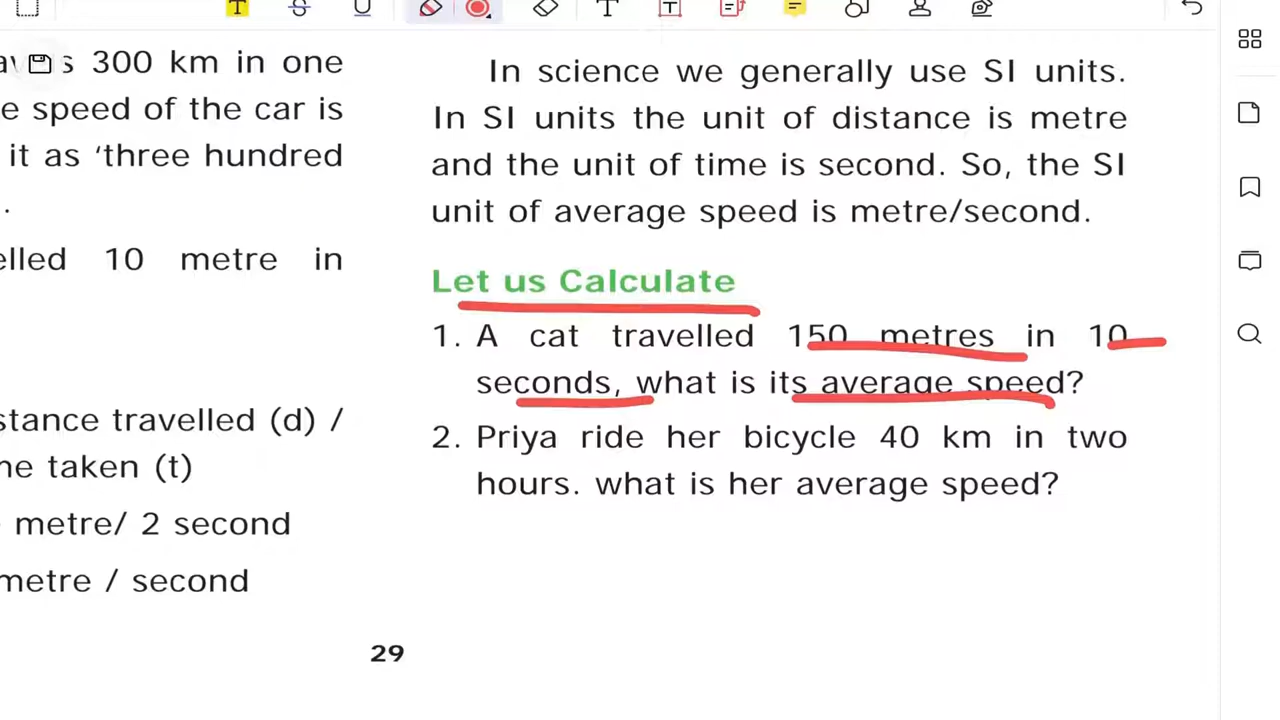 s 300 km in one
e speed of the car is
it as ‘three hundred
.
elled 10 metre in
stance travelled (d) /
me taken (t)
metre/ 2 second
metre / second
In science we generally use SI units.
In SI units the unit of distance is metre
and the unit of time is second. So, the SI
unit of average speed is metre/second.
Let us Calculate
1. A cat travelled 150 metres in 10
seconds, what is its average speed?
2. Priya ride her bicycle 40 km in two
hours. what is her average speed?
29